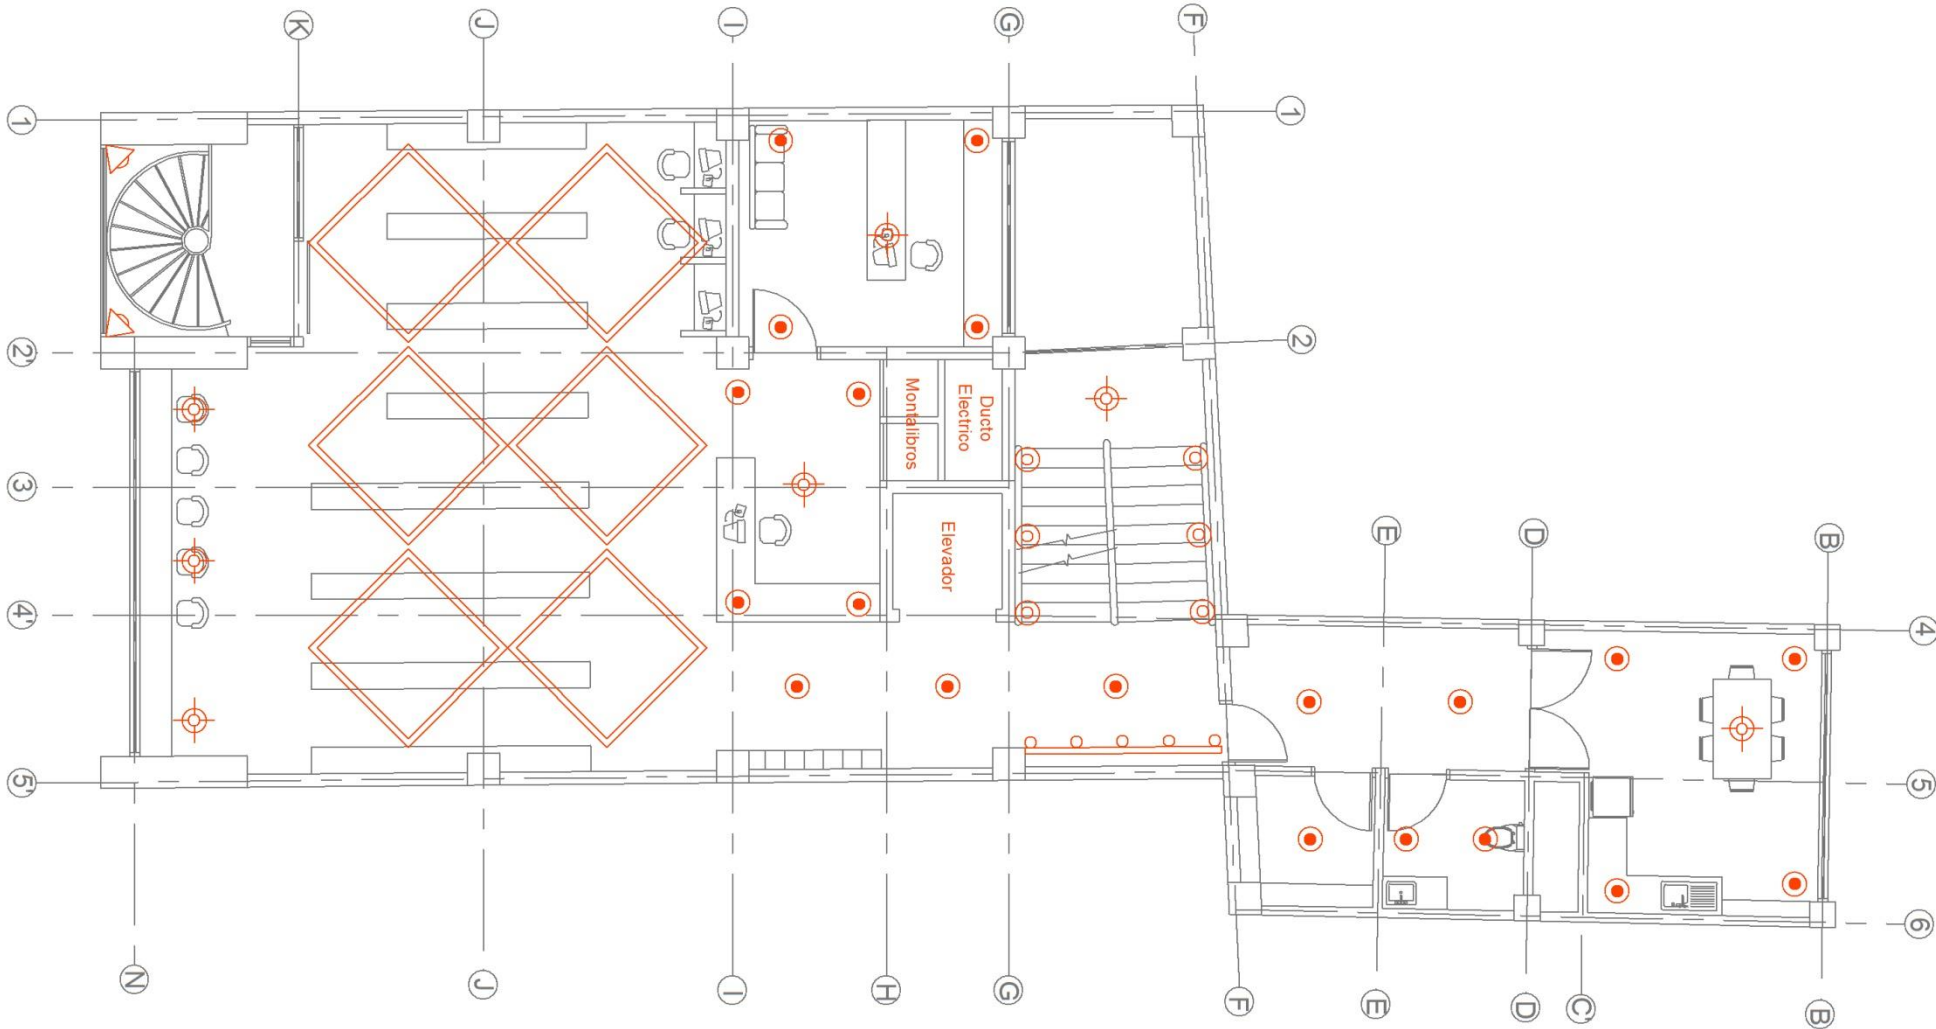 K
J
I
G
F
1
1
2'
2
Montalibros
Ducto
Electrico
3
Elevador
E
D
B
4'
4
5'
5
6
N
J
I
H
G
F
E
D
C'
B